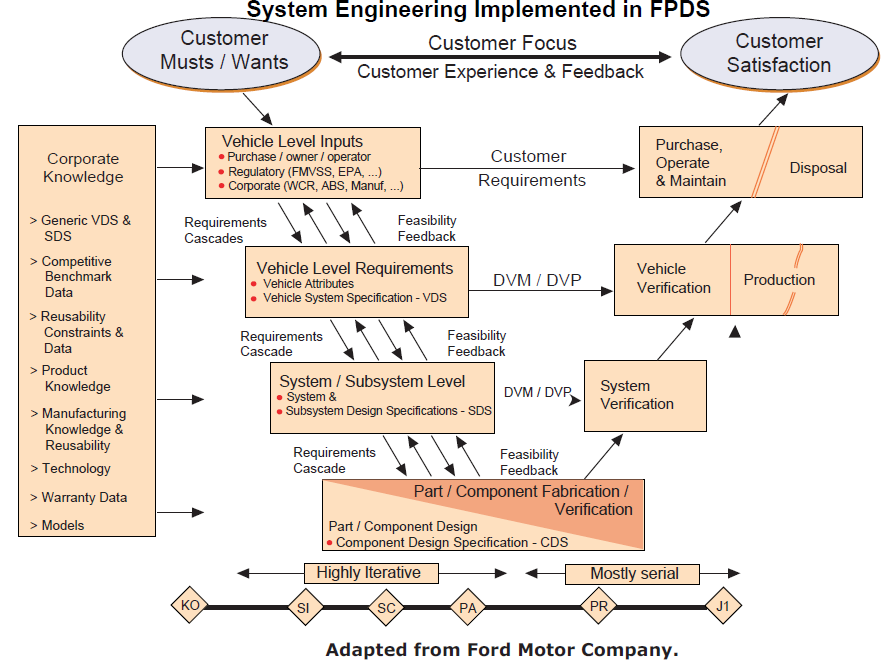 System Engineering Implemented in FPDS
Customer
Musts / Wants
Customer Focus
Customer Experience & Feedback
Customer
Satisfaction
Corporate
Knowledge
> Generic VDS &
SDS
> Competitive
Benchmark
Data
> Reusability
Constraints &
Data
> Product
Knowledge
> Manufacturing
Knowledge &
Reusability
> Technology
> Warranty Data
> Models
Vehicle Level Inputs
• Purchase / owner / operator
• Regulatory (FMVSS, EPA, ...)
• Corporate (WCR, ABS, Manuf, ...)
Customer
Requirements
Purchase,
Operate
& Maintain
Disposal
Requirements
Cascades
Feasibility
Feedback
Vehicle Level Requirements
• Vehicle Attributes
• Vehicle System Specification - VDS
DVM / DVP
Vehicle
Verification
Production
Requirements
Cascade
Feasibility
Feedback
System / Subsystem Level
• System &
• Subsystem Design Specifications - SDS
DVM / DVP
System
Verification
Requirements
Cascade
Feasibility
Feedback
Part / Component Fabrication /
Verification
Part / Component Design
• Component Design Specification - CDS
Highly Iterative
Mostly serial
KO
SI
SC
PA
PR
J1
Adapted from Ford Motor Company.